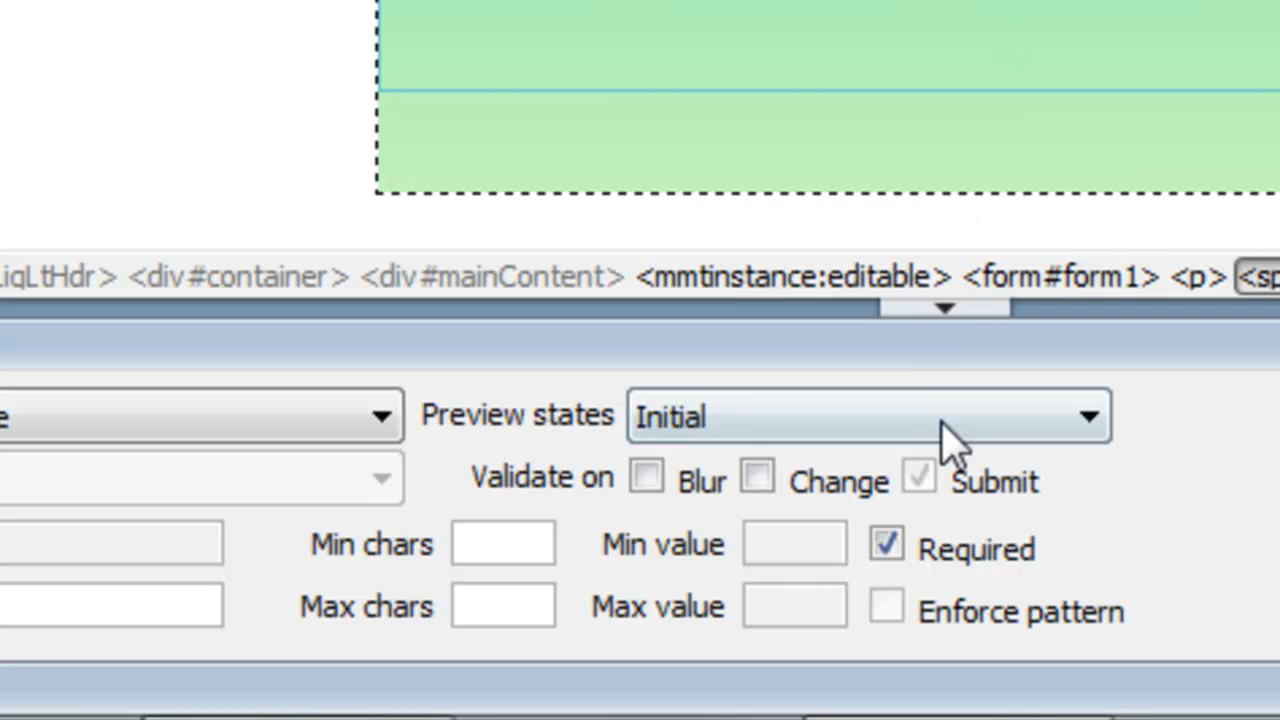 <div#container> <div#mainContent> <mmtinstance:editable> <form#form1> <p>
Preview states Initial
Validate on Blur Change Submit
Min chars Min value Required
Max chars Max value Enforce pattern